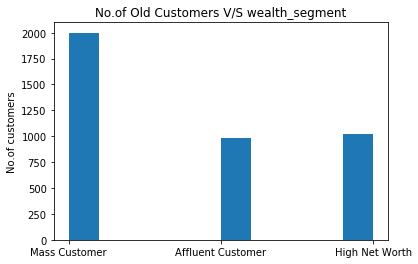 No.of Old Customers V/S wealth_segment
No.of customers
2000
1750
1500
1250
1000
750
500
250
0
Mass Customer
Affluent Customer
High Net Worth